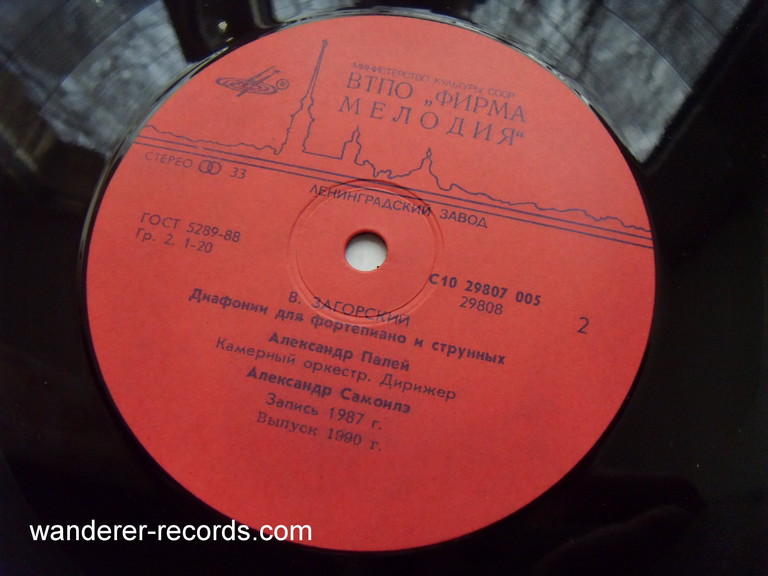 МИНИСТЕРСТВО КУЛЬТУРЫ СССР
ВТПО „ФИРМА
МЕЛОДИЯ“
СТЕРЕО 33
ЛЕНИНГРАДСКИЙ ЗАВОД
ГОСТ 5289-88
Гр. 2. 1-20
С10 29807 005
29808
2
В. ЗАГОРСКИЙ
Диафонии для фортепиано и струнных
Александр Палей
Камерный оркестр. Дирижер
Александр Самоилэ
Запись 1987 г.
Выпуск 1990 г.
wanderer-records.com